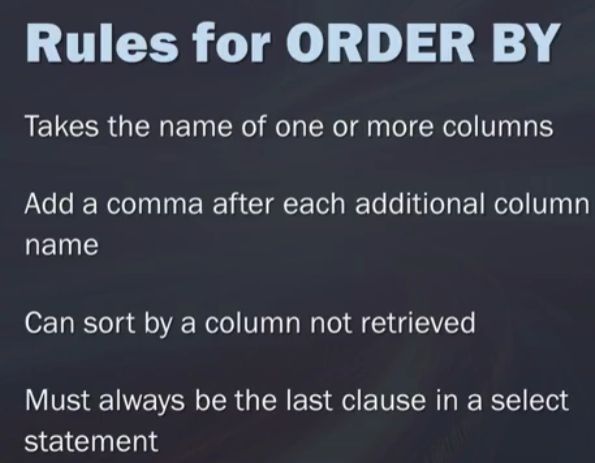 Rules for ORDER BY
Takes the name of one or more columns
Add a comma after each additional column
name
Can sort by a column not retrieved
Must always be the last clause in a select
statement